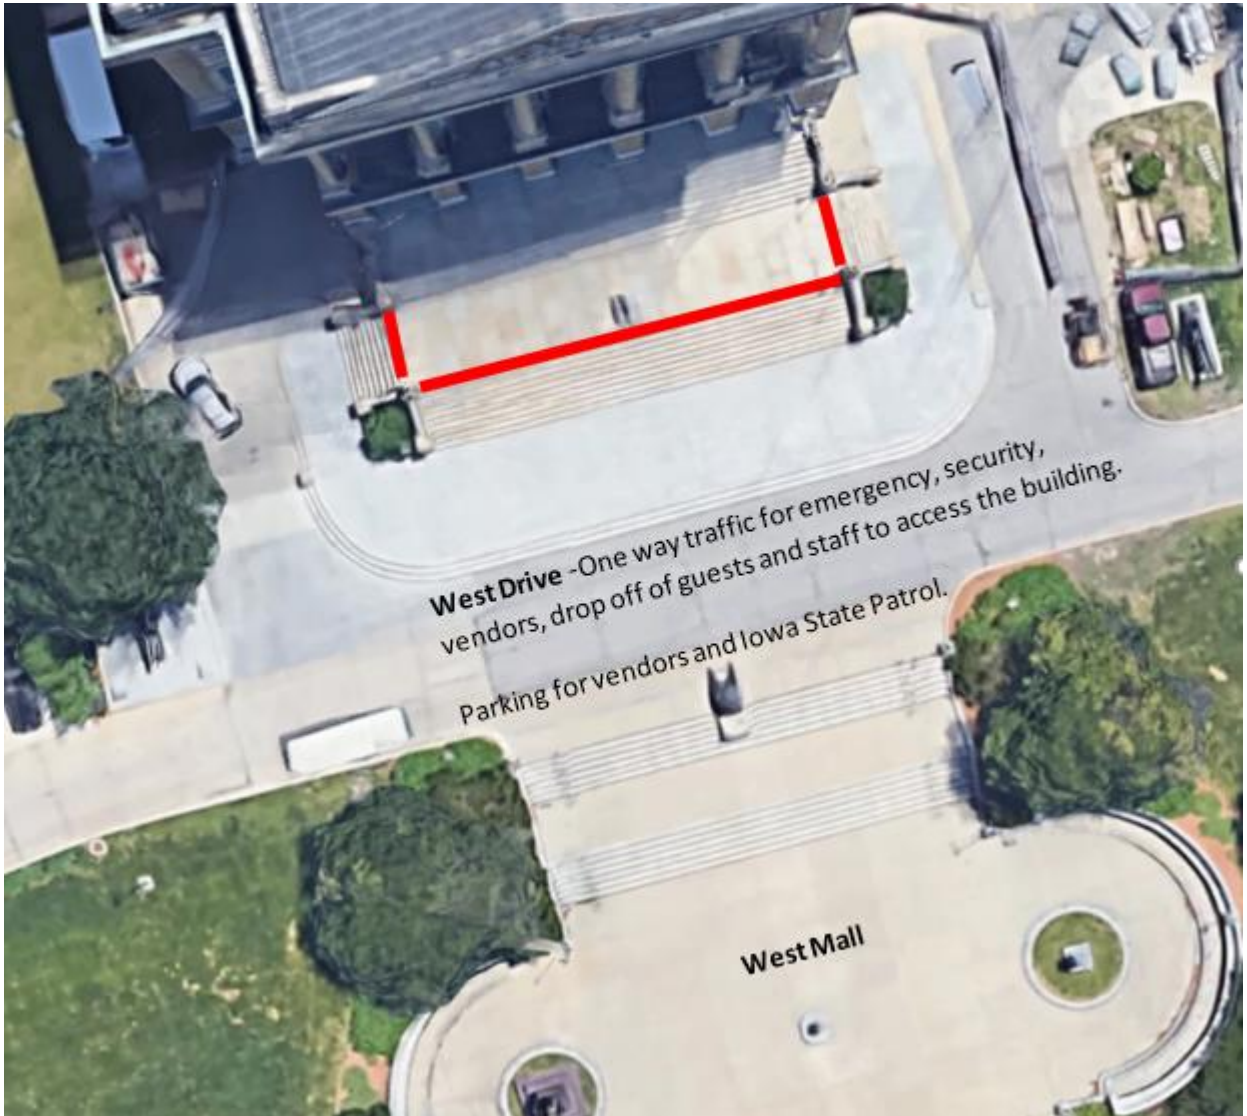 West Drive -One way traffic for emergency, security,
vendors, drop off of guests and staff to access the building.
Parking for vendors and Iowa State Patrol.
West Mall